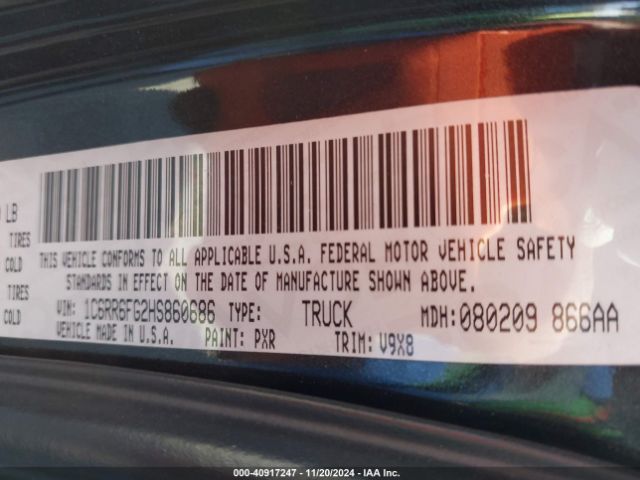 LB
TIRES
COLD
TIRES
COLD
THIS VEHICLE CONFORMS TO ALL APPLICABLE U.S.A. FEDERAL MOTOR VEHICLE SAFETY
STANDARDS IN EFFECT ON THE DATE OF MANUFACTURE SHOWN ABOVE.
VIN: 1C6RR6FG2HS860686 TYPE: TRUCK MDH:080209 866AA
VEHICLE MADE IN U.S.A. PAINT: PXR TRIM: V9X8
000-40917247 - 11/20/2024 - IAA Inc.